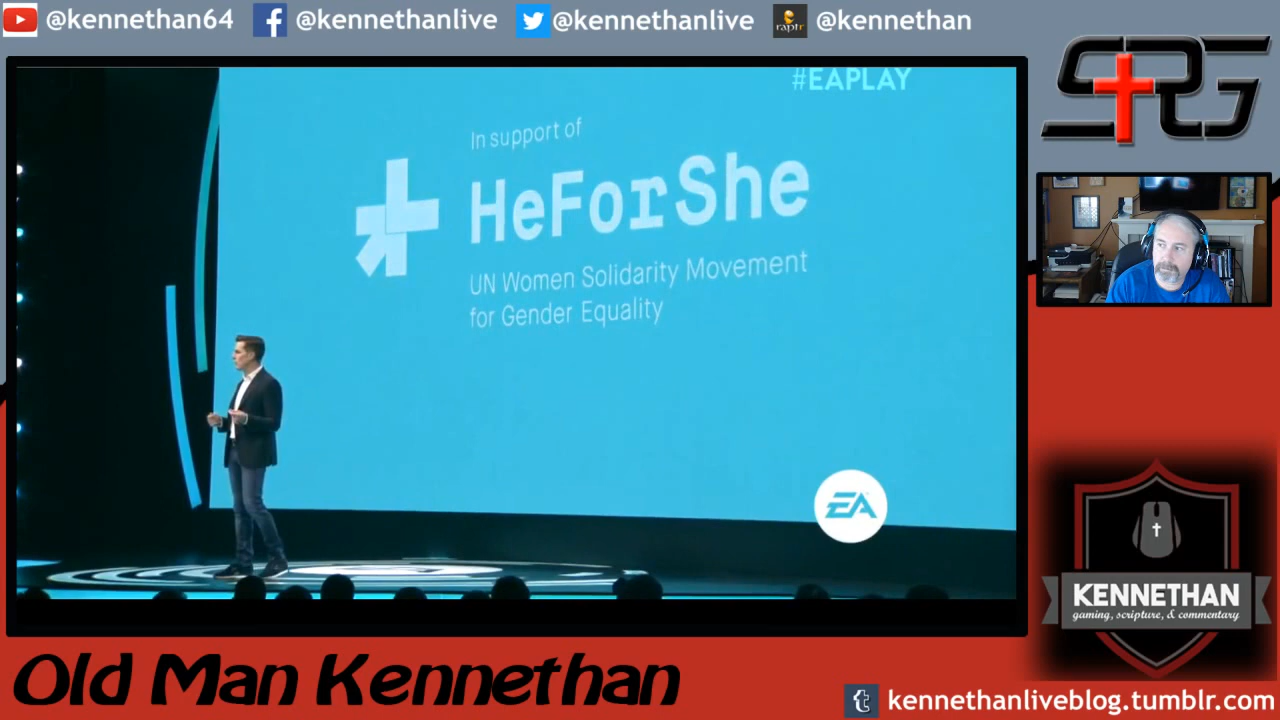 @kennethan64 @kennethanlive @kennethanlive raptr @kennethan
SRG
#EAPLAY
In support of
HeForShe
UN Women Solidarity Movement
for Gender Equality
EA
KENNETHAN
gaming, scripture, & commentary
Old Man Kennethan
t kennethanliveblog.tumblr.com